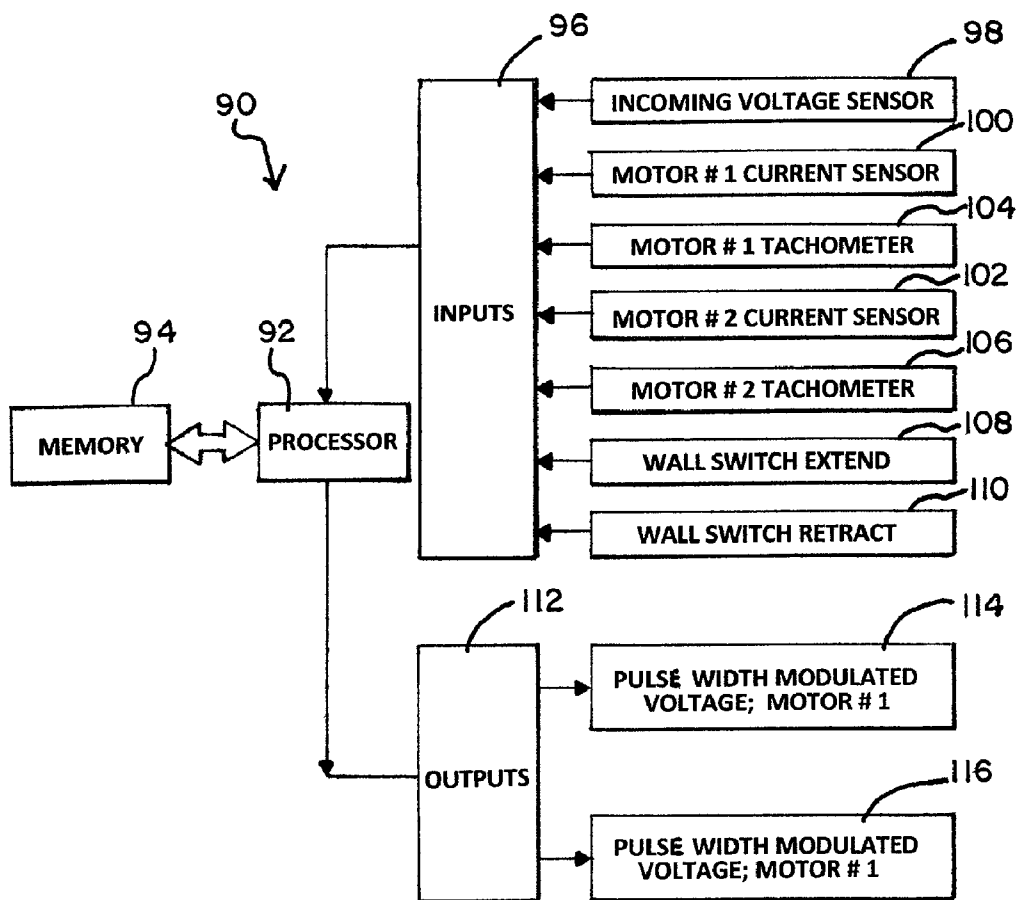 96
98
90
INCOMING VOLTAGE SENSOR
100
MOTOR # 1 CURRENT SENSOR
104
MOTOR # 1 TACHOMETER
102
INPUTS
MOTOR # 2 CURRENT SENSOR
94
92
106
MOTOR # 2 TACHOMETER
MEMORY
PROCESSOR
108
WALL SWITCH EXTEND
110
WALL SWITCH RETRACT
112
114
PULSE WIDTH MODULATED
VOLTAGE; MOTOR # 1
OUTPUTS
116
PULSE WIDTH MODULATED
VOLTAGE; MOTOR # 1